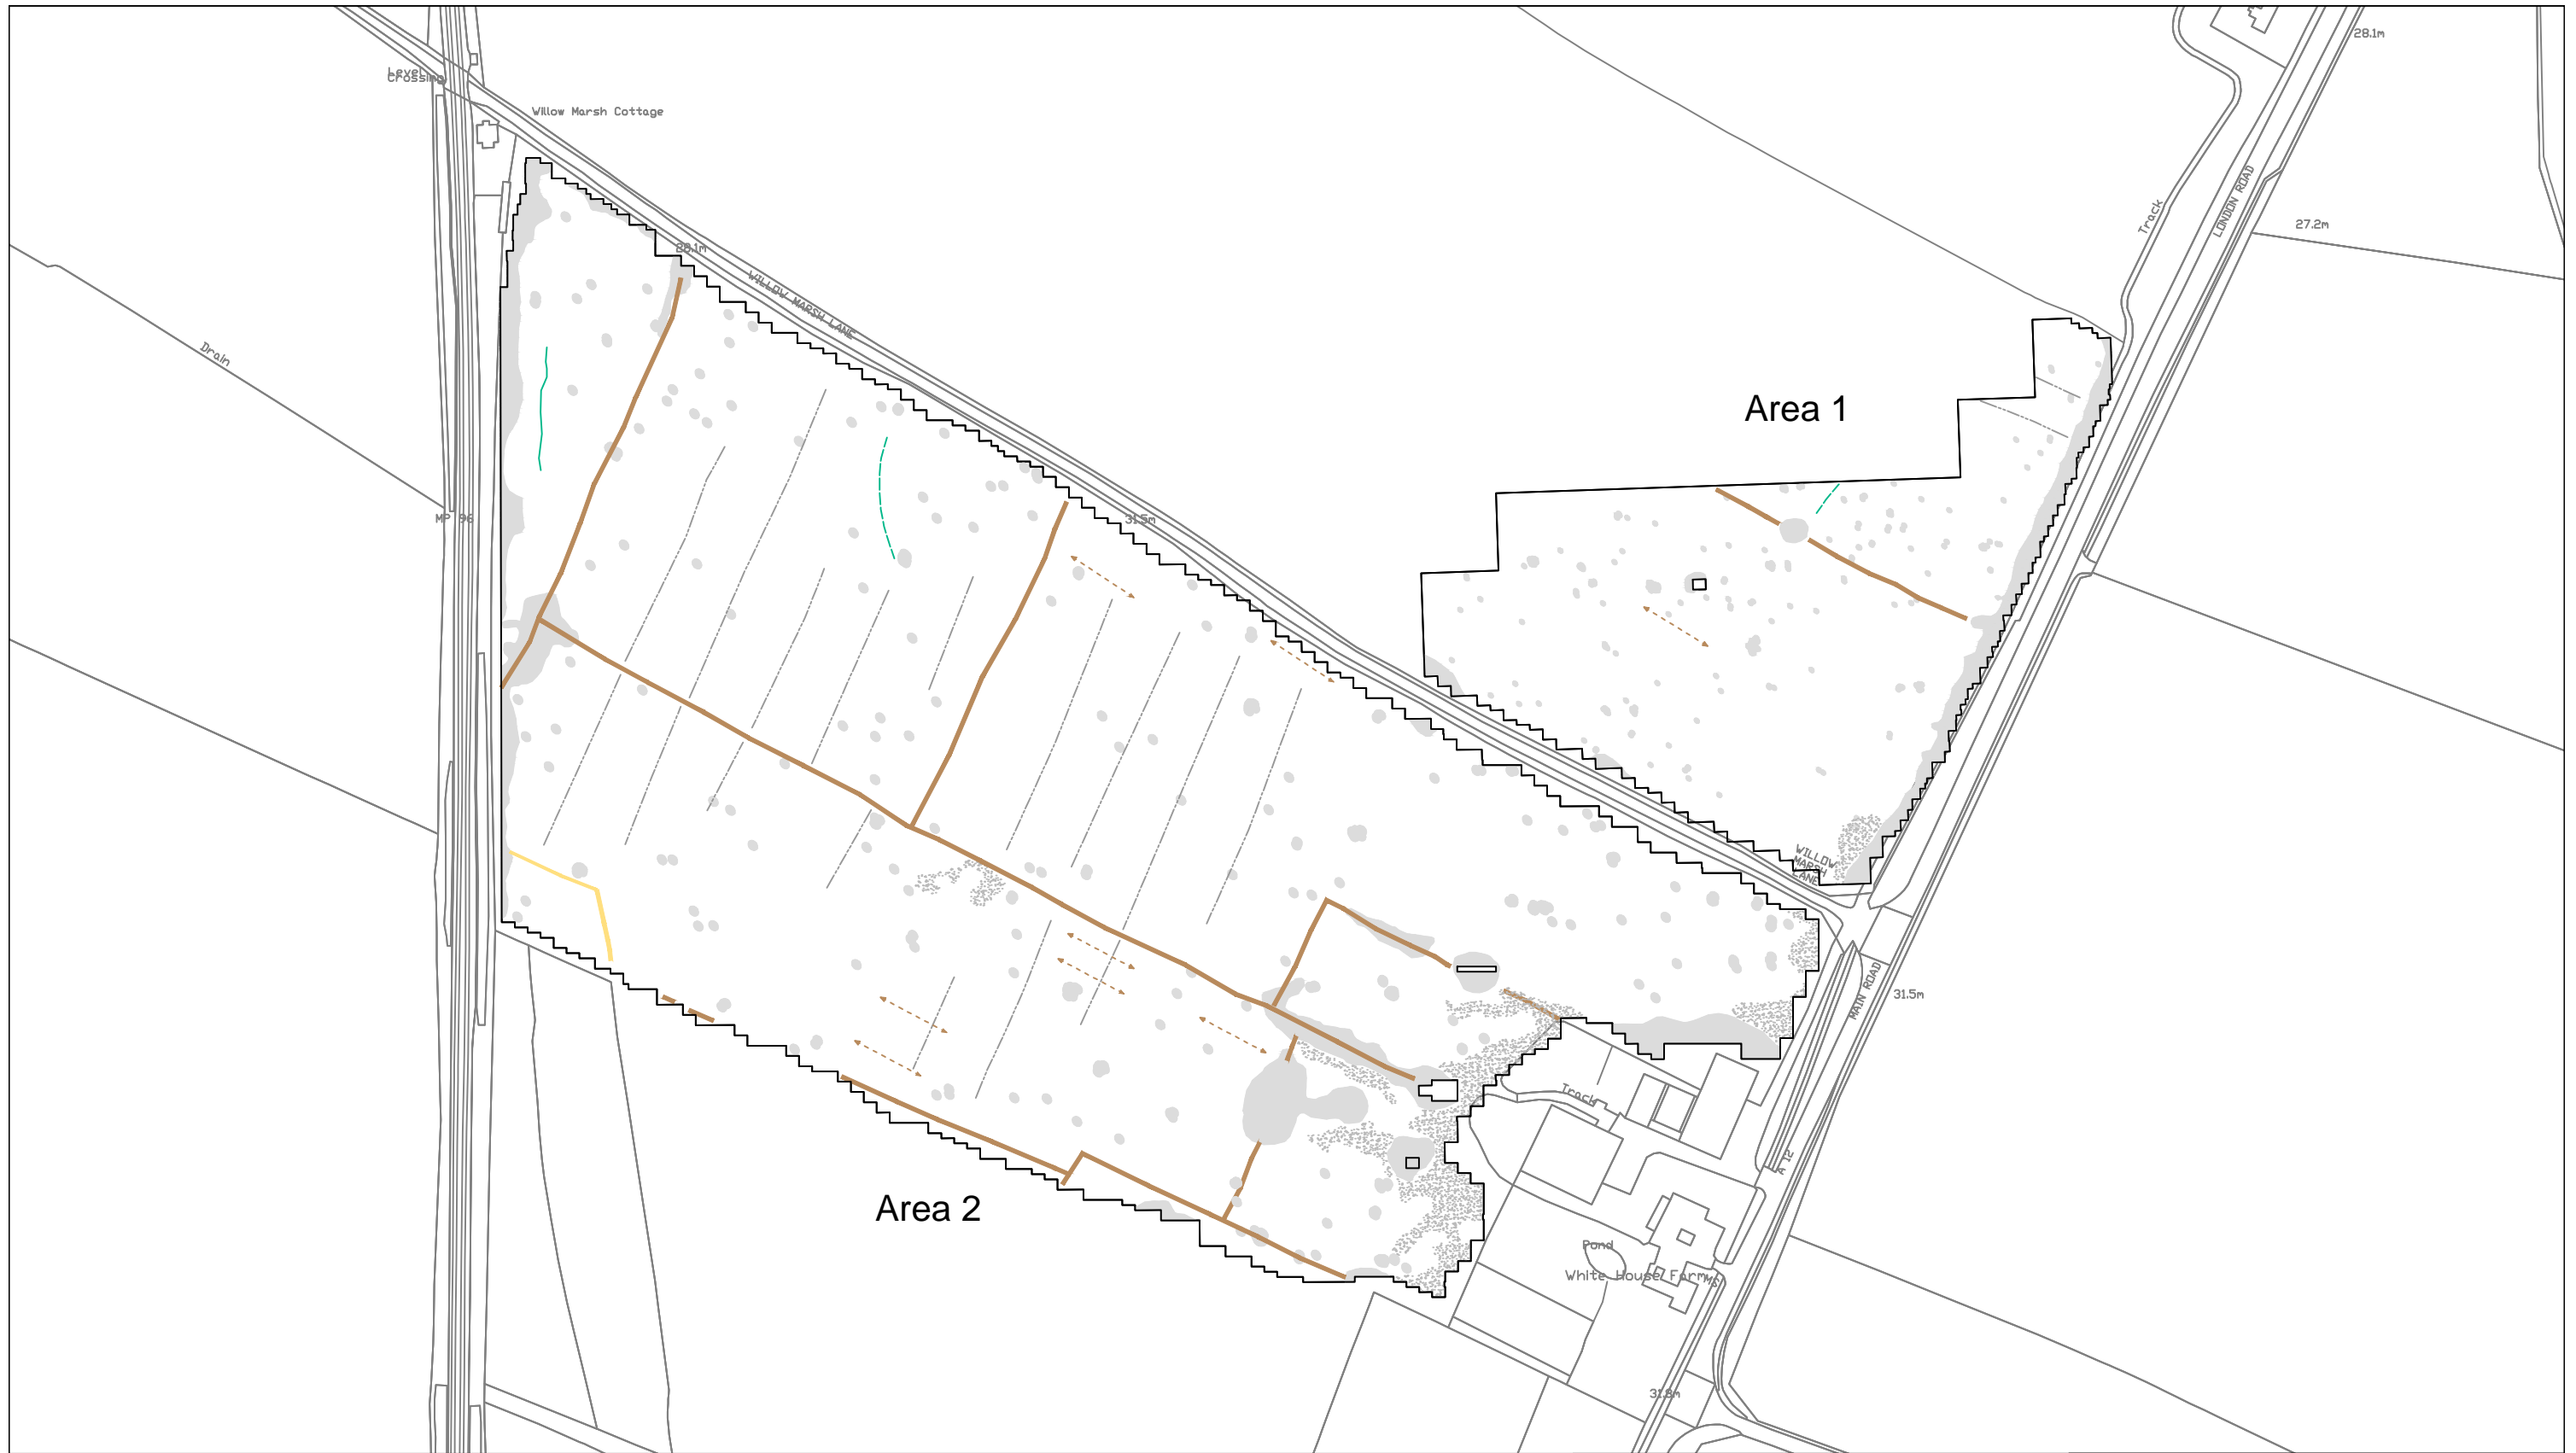 28.1m
Level
Crossing
Willow Marsh Cottage
LONDON ROAD
Track
27.2m
28.1m
WILLOW MARSH LANE
Drain
Area 1
MP 96
31.5m
WILLOW
MARSH
LANE
MAIN ROAD
31.5m
Track
A 12
Area 2
Pond
White House Farm
31.8m